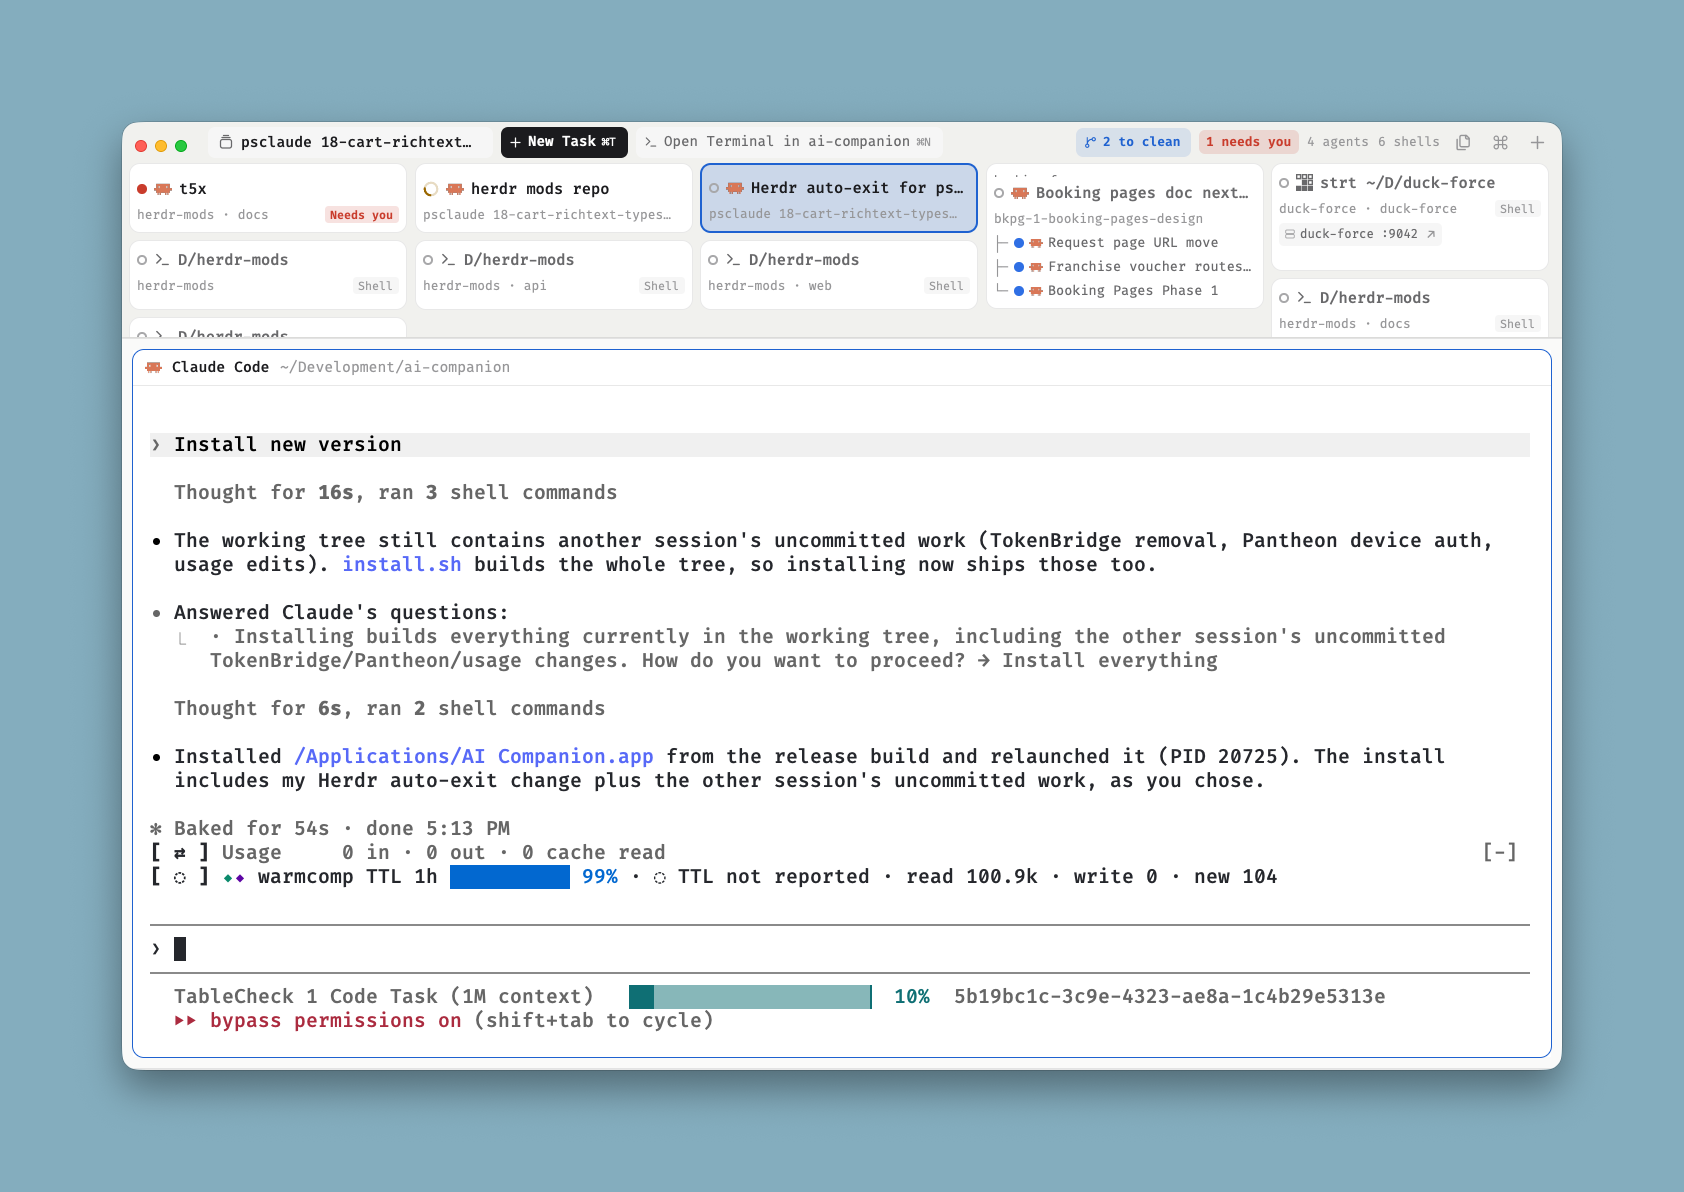 psclaude 18-cart-richtext…
+ New Task ⌘T
Open Terminal in ai-companion ⌘N
2 to clean
1 needs you
4 agents 6 shells
t5x
herdr-mods · docs
Needs you
herdr mods repo
psclaude 18-cart-richtext-types…
Herdr auto-exit for ps…
psclaude 18-cart-richtext-types…
Booking pages doc next…
bkpg-1-booking-pages-design
Request page URL move
Franchise voucher routes…
Booking Pages Phase 1
strt ~/D/duck-force
duck-force · duck-force
Shell
duck-force :9042 ↗
D/herdr-mods
herdr-mods
Shell
D/herdr-mods
herdr-mods · api
Shell
D/herdr-mods
herdr-mods · web
Shell
D/herdr-mods
herdr-mods · docs
Shell
D/herdr-mods
Claude Code ~/Development/ai-companion
❯ Install new version
Thought for 16s, ran 3 shell commands
• The working tree still contains another session's uncommitted work (TokenBridge removal, Pantheon device auth,
usage edits). install.sh builds the whole tree, so installing now ships those too.
• Answered Claude's questions:
· Installing builds everything currently in the working tree, including the other session's uncommitted
TokenBridge/Pantheon/usage changes. How do you want to proceed? → Install everything
Thought for 6s, ran 2 shell commands
• Installed /Applications/AI Companion.app from the release build and relaunched it (PID 20725). The install
includes my Herdr auto-exit change plus the other session's uncommitted work, as you chose.
✻ Baked for 54s · done 5:13 PM
[ ⇄ ] Usage 0 in · 0 out · 0 cache read [-]
[ ◌ ] ◆◆ warmcomp TTL 1h 99% · ◌ TTL not reported · read 100.9k · write 0 · new 104
❯
TableCheck 1 Code Task (1M context) 10% 5b19bc1c-3c9e-4323-ae8a-1c4b29e5313e
▶▶ bypass permissions on (shift+tab to cycle)